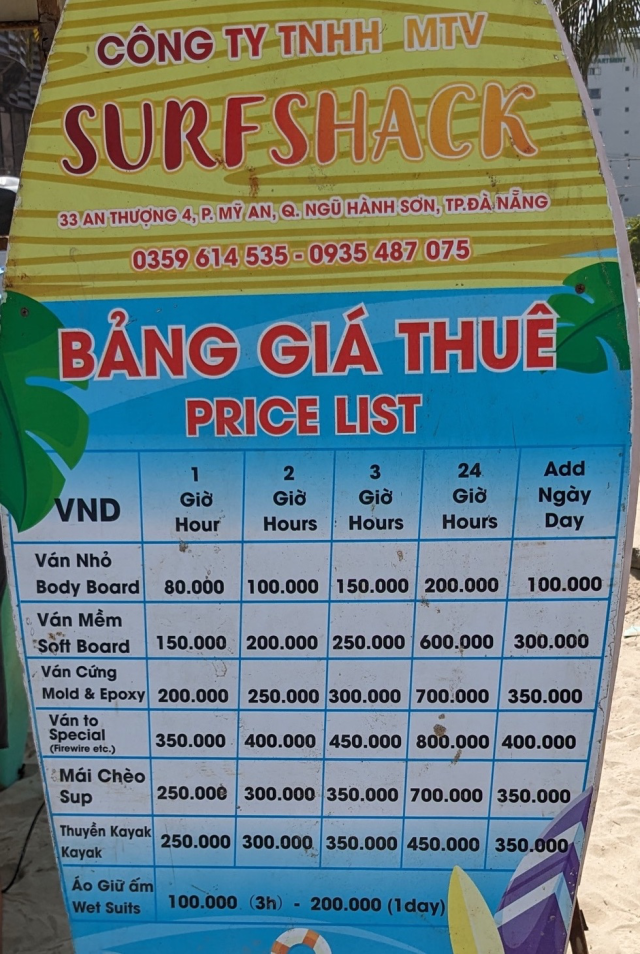 CÔNG TY TNHH MTV
SURFSHACK
33 AN THƯỢNG 4, P. MỸ AN, Q. NGŨ HÀNH SƠN, TP.ĐÀ NẴNG
0359 614 535 - 0935 487 075
BẢNG GIÁ THUÊ
PRICE LIST
VND
1 Giờ Hour
2 Giờ Hours
3 Giờ Hours
24 Giờ Hours
Add Ngày Day
Ván Nhỏ
Body Board 80.000 100.000 150.000 200.000 100.000
Ván Mềm
Soft Board 150.000 200.000 250.000 600.000 300.000
Ván Cứng
Mold & Epoxy 200.000 250.000 300.000 700.000 350.000
Ván to
Special 350.000 400.000 450.000 800.000 400.000
(Firewire etc.)
Mái Chèo
Sup 250.000 300.000 350.000 700.000 350.000
Thuyền Kayak
Kayak 250.000 300.000 350.000 450.000 350.000
Áo Giữ ấm
Wet Suits 100.000 (3h) - 200.000 (1day)